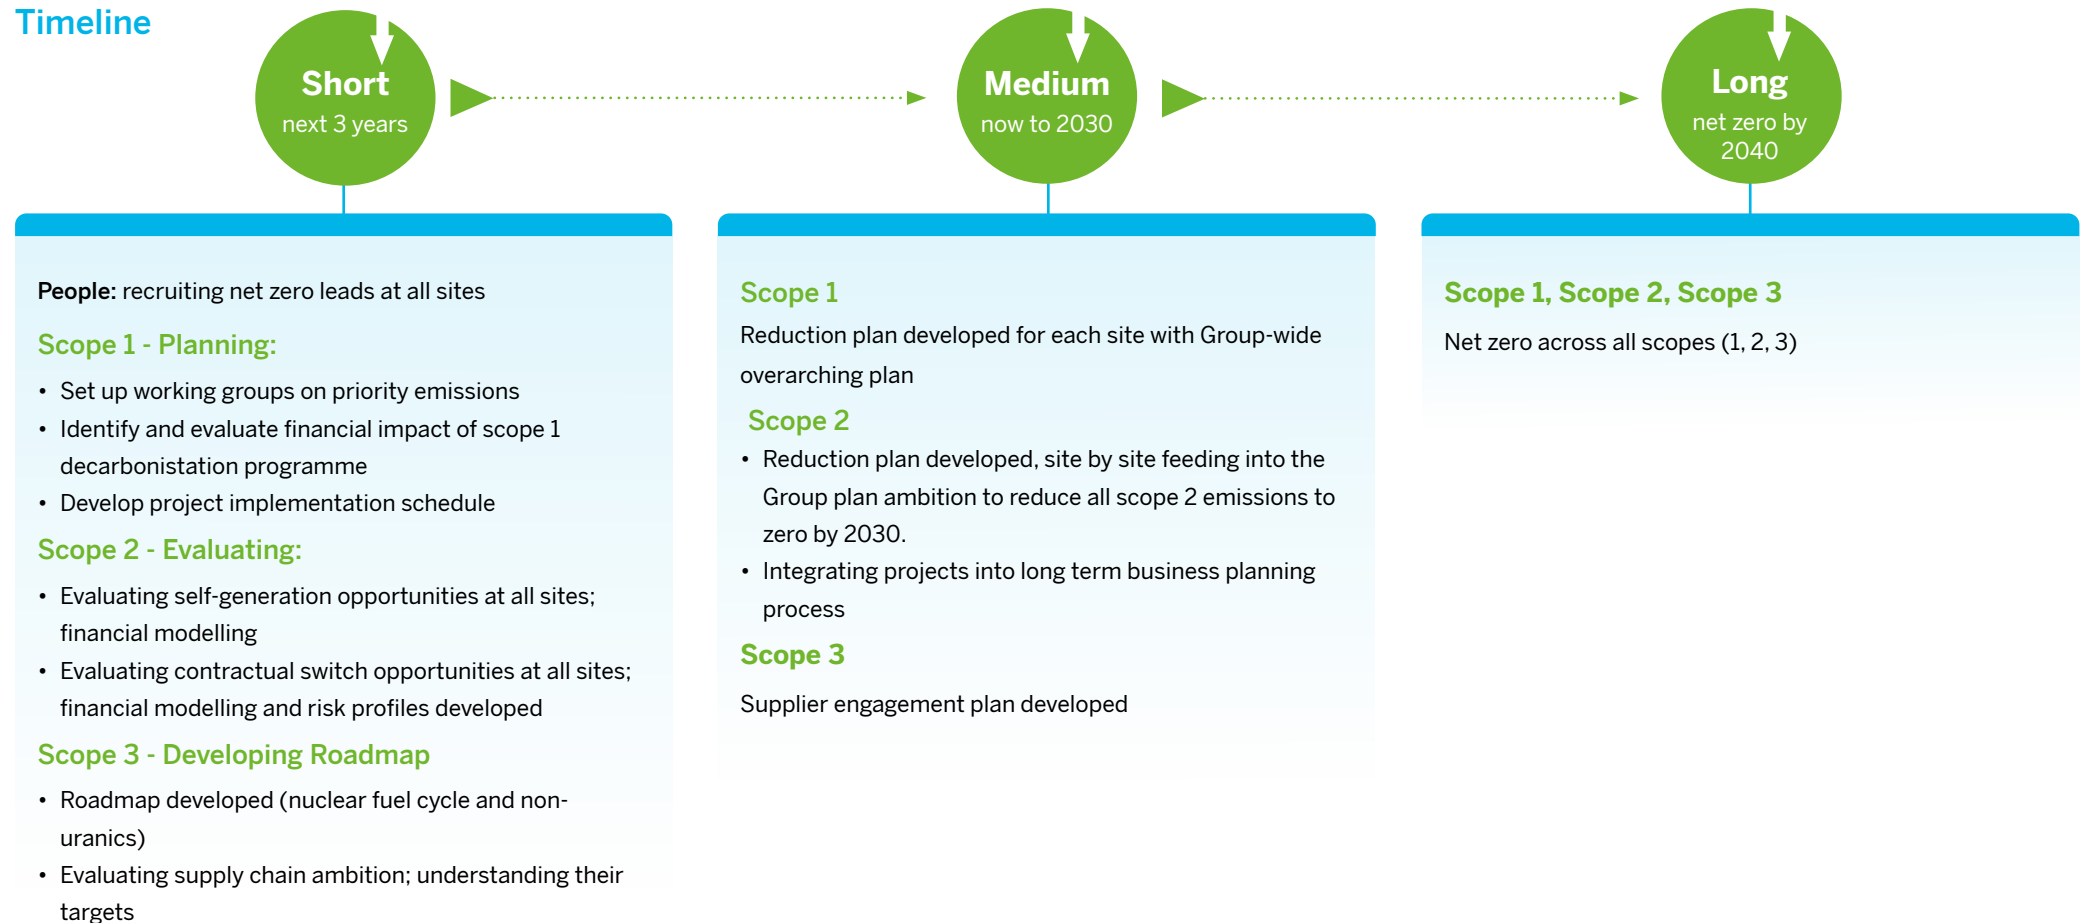 Timeline
Short
next 3 years
Medium
now to 2030
Long
net zero by
2040
People: recruiting net zero leads at all sites
Scope 1 - Planning:
• Set up working groups on priority emissions
• Identify and evaluate financial impact of scope 1
decarbonistation programme
• Develop project implementation schedule
Scope 2 - Evaluating:
• Evaluating self-generation opportunities at all sites;
financial modelling
• Evaluating contractual switch opportunities at all sites;
financial modelling and risk profiles developed
Scope 3 - Developing Roadmap
• Roadmap developed (nuclear fuel cycle and non-
uranics)
• Evaluating supply chain ambition; understanding their
targets
Scope 1
Reduction plan developed for each site with Group-wide
overarching plan
Scope 2
• Reduction plan developed, site by site feeding into the
Group plan ambition to reduce all scope 2 emissions to
zero by 2030.
• Integrating projects into long term business planning
process
Scope 3
Supplier engagement plan developed
Scope 1, Scope 2, Scope 3
Net zero across all scopes (1, 2, 3)